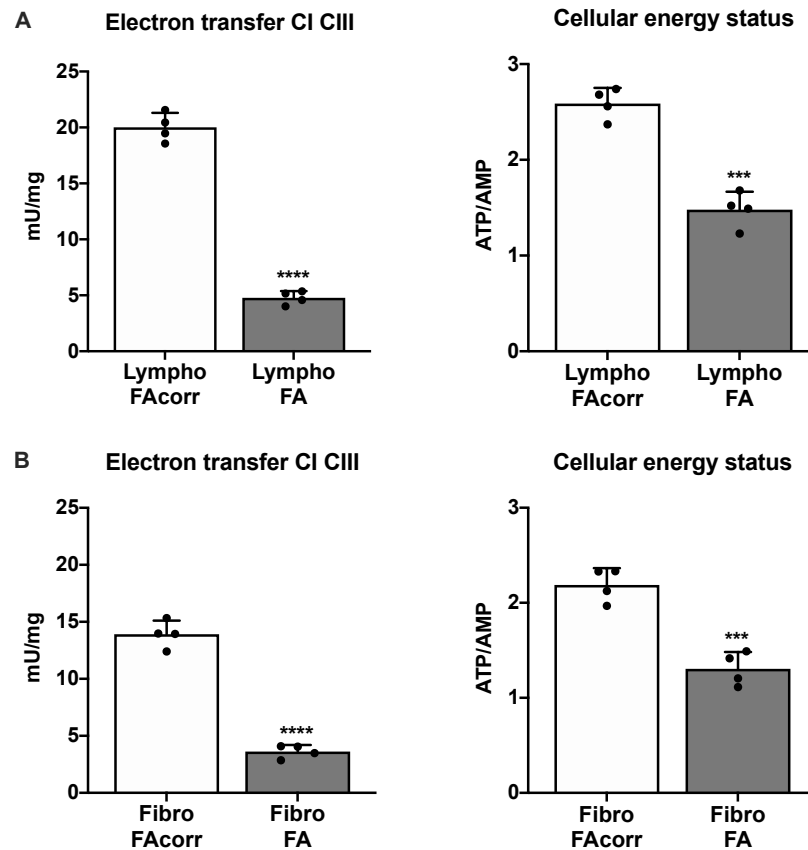 A
Electron transfer CI CIII
Cellular energy status
25
20
15
10
5
0
mU/mg
****
Lympho
FAcorr
Lympho
FA
3
2
1
0
ATP/AMP
***
Lympho
FAcorr
Lympho
FA
B
Electron transfer CI CIII
Cellular energy status
25
20
15
10
5
0
mU/mg
****
Fibro
FAcorr
Fibro
FA
3
2
1
0
ATP/AMP
***
Fibro
FAcorr
Fibro
FA